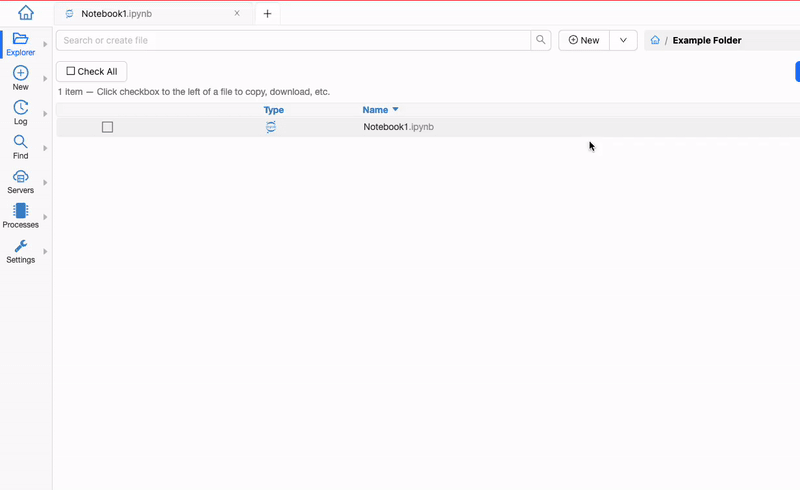 Notebook1.ipynb
Explorer
Search or create file
New
/ Example Folder
New
Check All
1 item — Click checkbox to the left of a file to copy, download, etc.
Log
Type Name
Notebook1.ipynb
Find
Servers
Processes
Settings